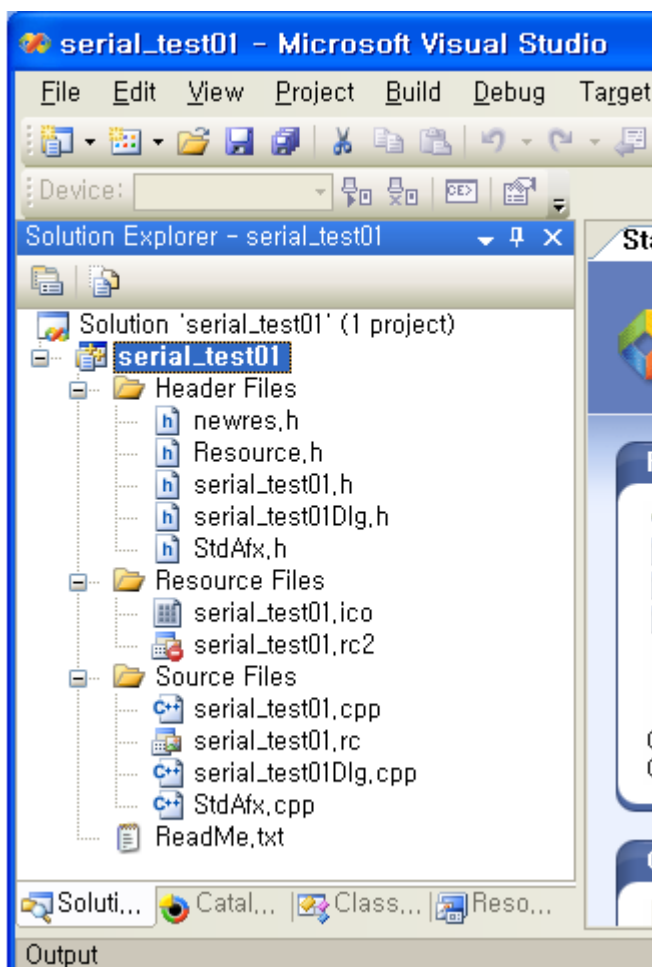 serial_test01 - Microsoft Visual Studio
File Edit View Project Build Debug Target
Device:
Solution Explorer - serial_test01
Solution 'serial_test01' (1 project)
serial_test01
Header Files
newres.h
Resource.h
serial_test01.h
serial_test01Dlg.h
StdAfx.h
Resource Files
serial_test01.ico
serial_test01.rc2
Source Files
serial_test01.cpp
serial_test01.rc
serial_test01Dlg.cpp
StdAfx.cpp
ReadMe.txt
Soluti... Catal... Class... Reso...
Output